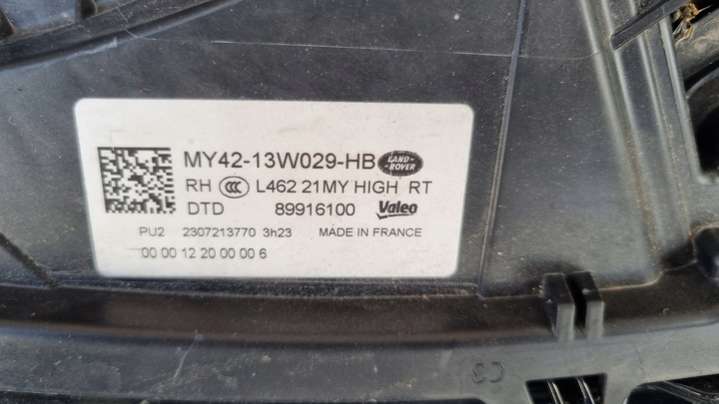 MY42-13W029-HB LAND-ROVER
RH CCC L462 21MY HIGH RT
DTD 89916100 Valeo
PU2 2307213770 3h23 MADE IN FRANCE
00 00 12 20 00 00 6